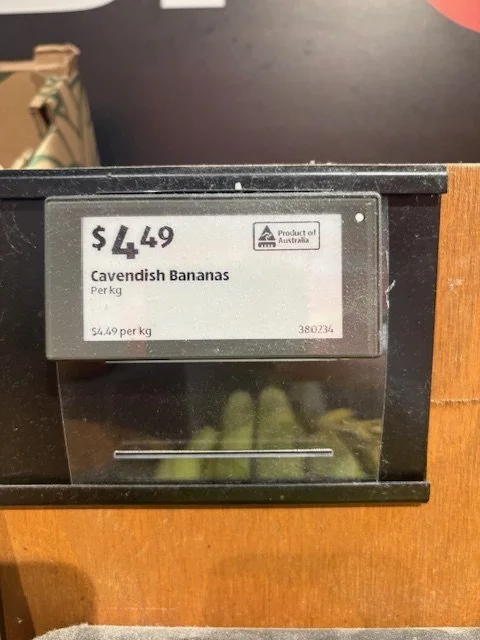 $4.49
Product of
Australia
Cavendish Bananas
Per kg
$4.49 per kg
380234